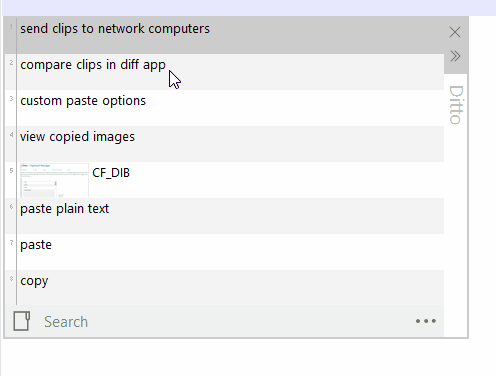 1 send clips to network computers
2 compare clips in diff app
3 custom paste options
4 view copied images
5 CF_DIB
6 paste plain text
7 paste
8 copy
Search
Ditto